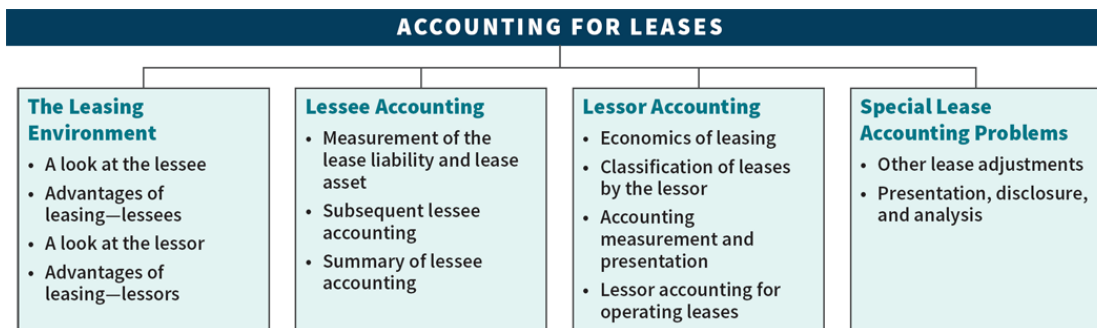 ACCOUNTING FOR LEASES
The Leasing
Environment
• A look at the lessee
• Advantages of
leasing—lessees
• A look at the lessor
• Advantages of
leasing—lessors
Lessee Accounting
• Measurement of the
lease liability and lease
asset
• Subsequent lessee
accounting
• Summary of lessee
accounting
Lessor Accounting
• Economics of leasing
• Classification of leases
by the lessor
• Accounting
measurement and
presentation
• Lessor accounting for
operating leases
Special Lease
Accounting Problems
• Other lease adjustments
• Presentation, disclosure,
and analysis